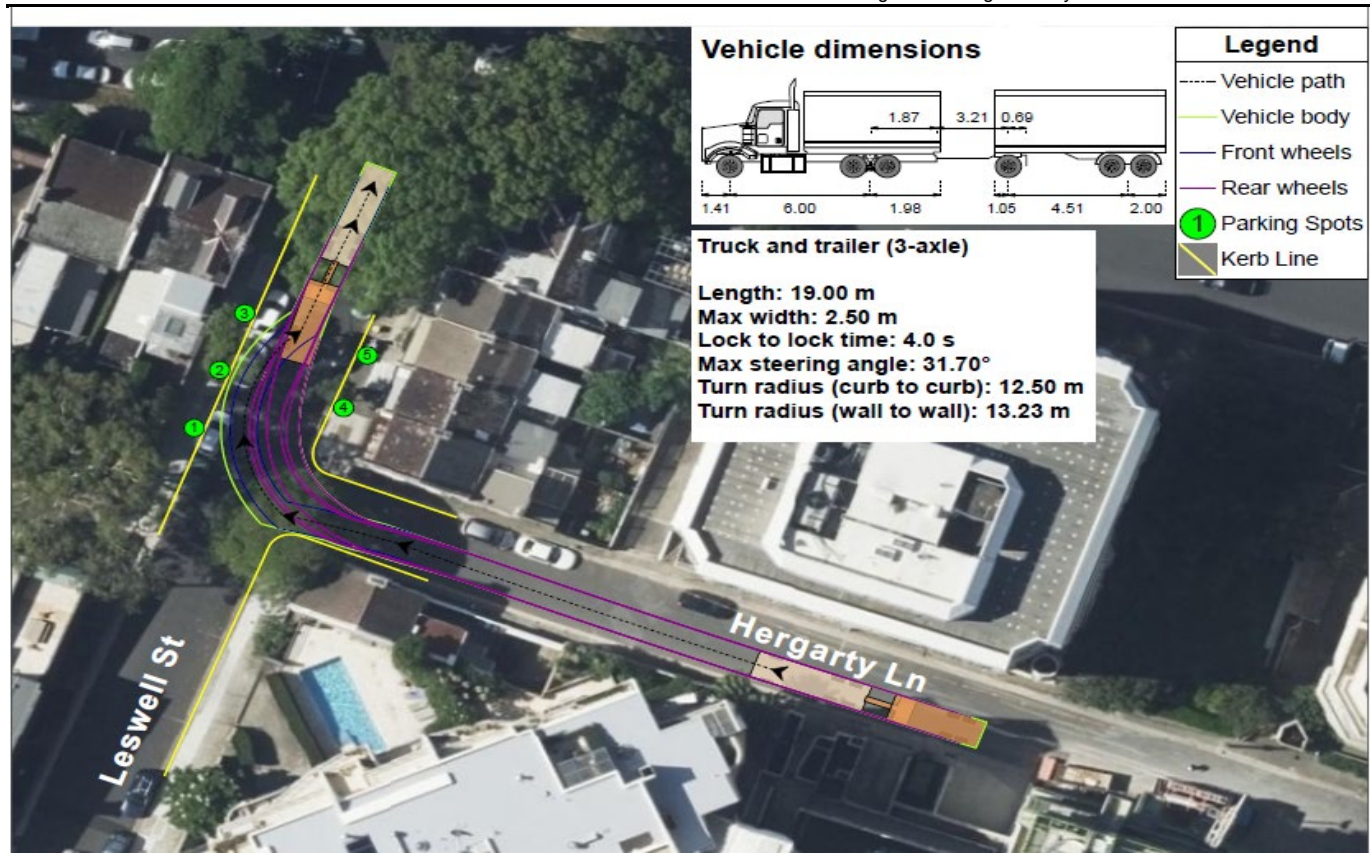 Vehicle dimensions
1.87
3.21
0.69
1.41
6.00
1.98
1.05
4.51
2.00
Legend
Vehicle path
Vehicle body
Front wheels
Rear wheels
1 Parking Spots
Kerb Line
Truck and trailer (3-axle)
Length: 19.00 m
Max width: 2.50 m
Lock to lock time: 4.0 s
Max steering angle: 31.70°
Turn radius (curb to curb): 12.50 m
Turn radius (wall to wall): 13.23 m
3
2
1
5
4
Hergarty Ln
Leswell St